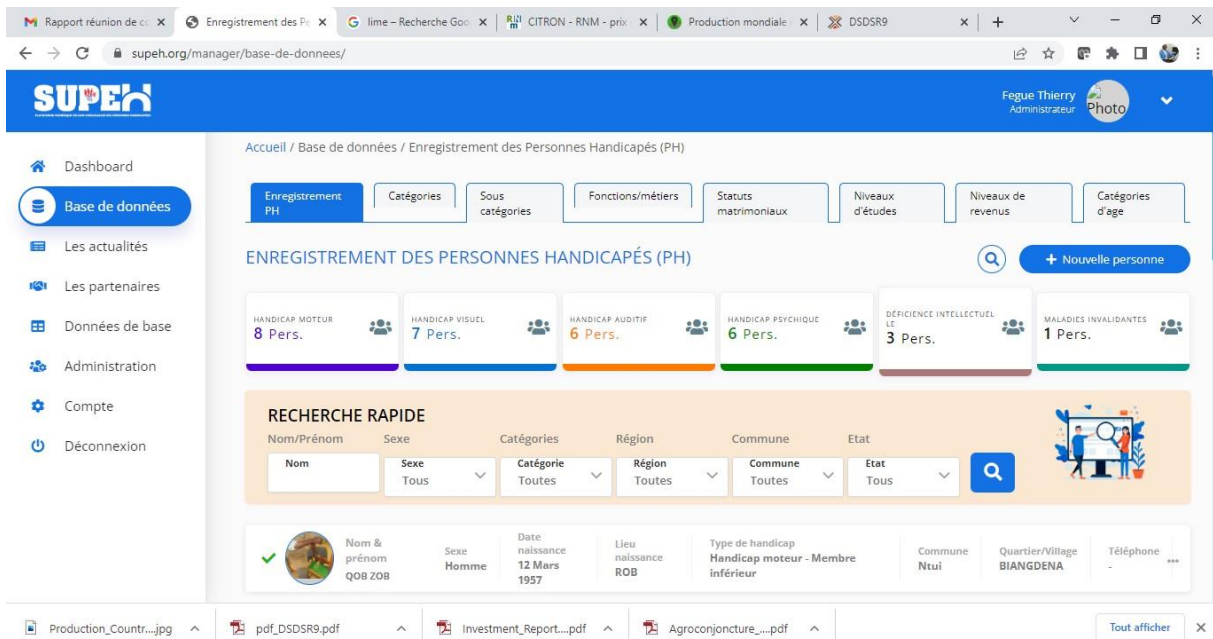 Rapport réunion de cc
Enregistrement des Pe
lime – Recherche Goo
CITRON - RNM - prix
Production mondiale
DSDSR9
supeh.org/manager/base-de-donnees/
SUPEH
Fegue Thierry
Administrateur
Photo
Dashboard
Base de données
Les actualités
Les partenaires
Données de base
Administration
Compte
Déconnexion
Accueil / Base de données / Enregistrement des Personnes Handicapés (PH)
Enregistrement
PH
Catégories
Sous
catégories
Fonctions/métiers
Statuts
matrimoniaux
Niveaux
d'études
Niveaux de
revenus
Catégories
d'age
ENREGISTREMENT DES PERSONNES HANDICAPÉS (PH)
+ Nouvelle personne
HANDICAP MOTEUR
8 Pers.
HANDICAP VISUEL
7 Pers.
HANDICAP AUDITIF
6 Pers.
HANDICAP PSYCHIQUE
6 Pers.
DÉFICIENCE INTELLECTUEL
LE
3 Pers.
MALADIES INVALIDANTES
1 Pers.
RECHERCHE RAPIDE
Nom/Prénom Sexe Catégories Région Commune Etat
Nom
Sexe
Tous
Catégorie
Toutes
Région
Toutes
Commune
Toutes
Etat
Tous
Nom &
prénom
QOB ZOB
Sexe
Homme
Date
naissance
12 Mars
1957
Lieu
naissance
ROB
Type de handicap
Handicap moteur - Membre
inférieur
Commune
Ntui
Quartier/Village
BIANGDENA
Téléphone
-
Production_Countr....jpg
pdf_DSDSR9.pdf
Investment_Report....pdf
Agroconjoncture_....pdf
Tout afficher